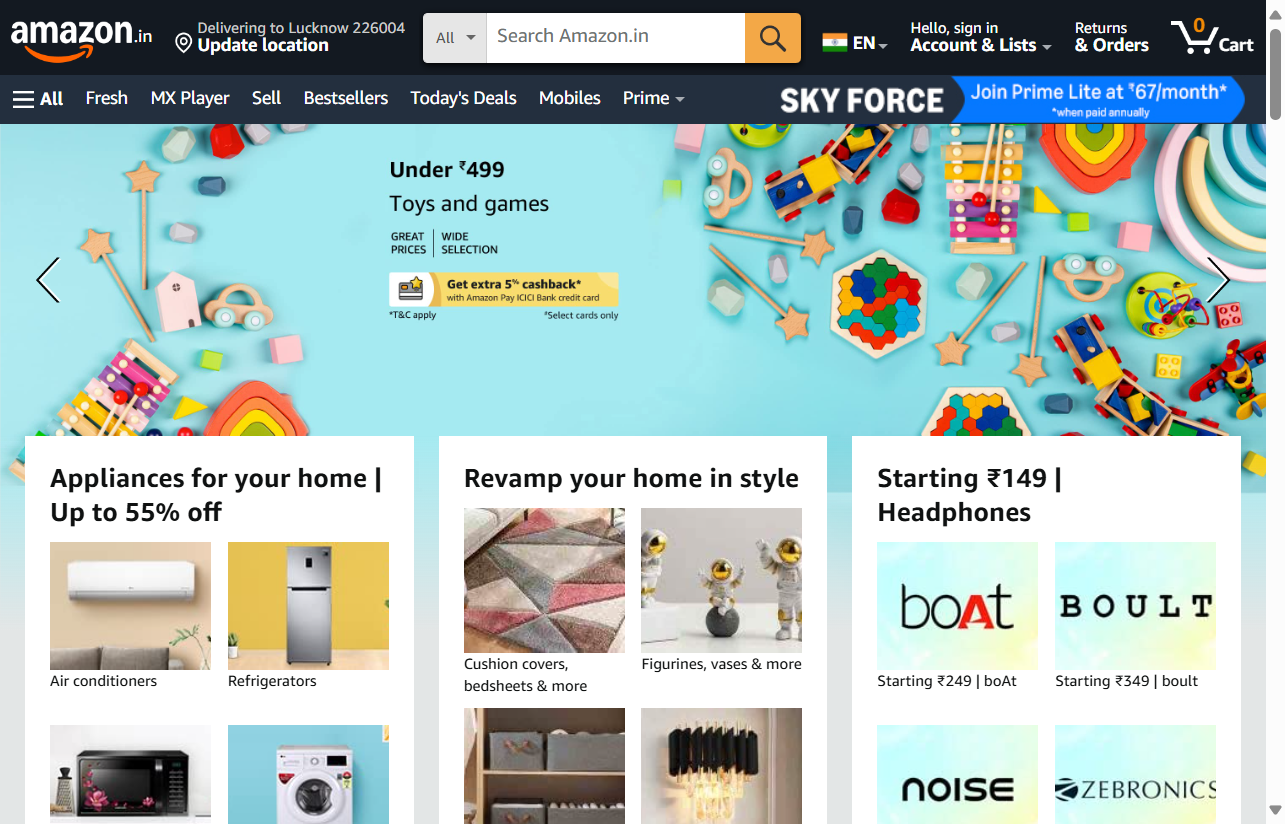 amazon.in
Delivering to Lucknow 226004
Update location
All
Search Amazon.in
EN
Hello, sign in
Account & Lists
Returns
& Orders
0
Cart
All
Fresh
MX Player
Sell
Bestsellers
Today's Deals
Mobiles
Prime
SKY FORCE
Join Prime Lite at ₹67/month*
*when paid annually
Under ₹499
Toys and games
GREAT PRICES
WIDE SELECTION
Get extra 5% cashback*
with Amazon Pay ICICI Bank credit card
*T&C apply
*Select cards only
Appliances for your home |
Up to 55% off
Air conditioners
Refrigerators
Revamp your home in style
Cushion covers,
bedsheets & more
Figurines, vases & more
Starting ₹149 |
Headphones
boAt
BOULT
Starting ₹249 | boAt
Starting ₹349 | boult
NOISE
ZEBRONICS